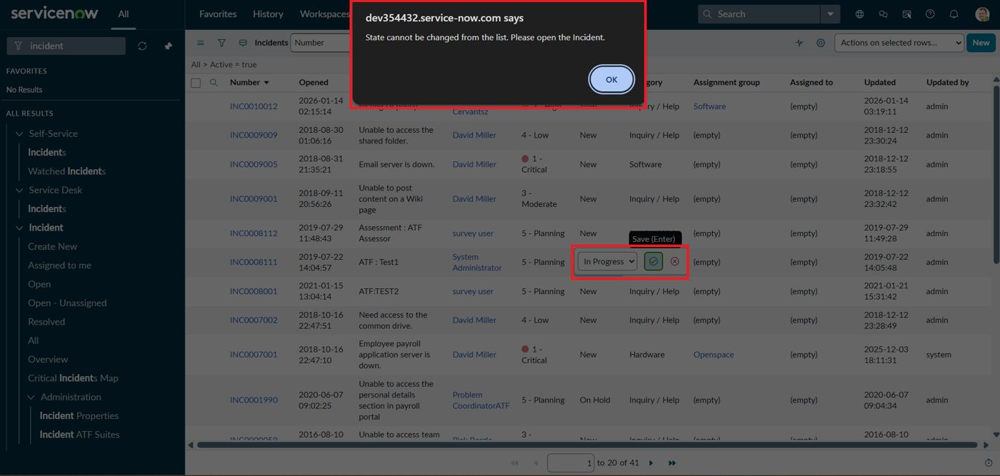 servicenow
All
Favorites
History
Workspaces
Search
dev354432.service-now.com says
State cannot be changed from the list. Please open the Incident.
OK
incident
Incidents
Number
Actions on selected rows...
New
FAVORITES
No Results
ALL RESULTS
Self-Service
Incidents
Watched Incidents
Service Desk
Incidents
Incident
Create New
Assigned to me
Open
Open - Unassigned
Resolved
All
Overview
Critical Incidents Map
Administration
Incident Properties
Incident ATF Suites
All > Active = true
Number Opened Assignment group Assigned to Updated Updated by
INC0010012 2026-01-14 02:15:14 Cervantsz Software (empty) 2026-01-14 03:19:11 admin
INC0009009 2018-08-30 01:06:16 Unable to access the shared folder. David Miller 4 - Low New Inquiry / Help (empty) (empty) 2018-12-12 23:30:24 admin
INC0009005 2018-08-31 21:35:21 Email server is down. David Miller 1 - Critical New Software (empty) (empty) 2018-12-12 23:18:55 admin
INC0009001 2018-09-11 20:56:26 Unable to post content on a Wiki page David Miller 3 - Moderate New Inquiry / Help (empty) (empty) 2018-12-12 23:32:42 admin
INC0008112 2019-07-29 11:48:43 Assessment : ATF Assessor survey user 5 - Planning New (empty) (empty) 2019-07-29 11:49:28 admin
Save (Enter)
INC0008111 2019-07-22 14:04:57 ATF : Test1 System Administrator 5 - Planning In Progress (empty) (empty) 2019-07-22 14:05:48 admin
INC0008001 2021-01-15 13:04:14 ATF:TEST2 survey user 5 - Planning New Inquiry / Help (empty) (empty) 2021-01-21 15:31:42 admin
INC0007002 2018-10-16 22:47:51 Need access to the common drive. David Miller 4 - Low New Inquiry / Help (empty) (empty) 2018-12-12 23:28:49 admin
INC0007001 2018-10-16 22:47:10 Employee payroll application server is down. David Miller 1 - Critical New Hardware Openspace (empty) 2025-12-03 18:11:31 system
INC0001990 2020-06-07 09:02:25 Unable to access the personal details section in payroll portal Problem CoordinatorATF 5 - Planning On Hold Inquiry / Help (empty) (empty) 2020-06-07 09:04:34 admin
2016-08-10 Unable to access team 3 - 2016-08-10
1 to 20 of 41